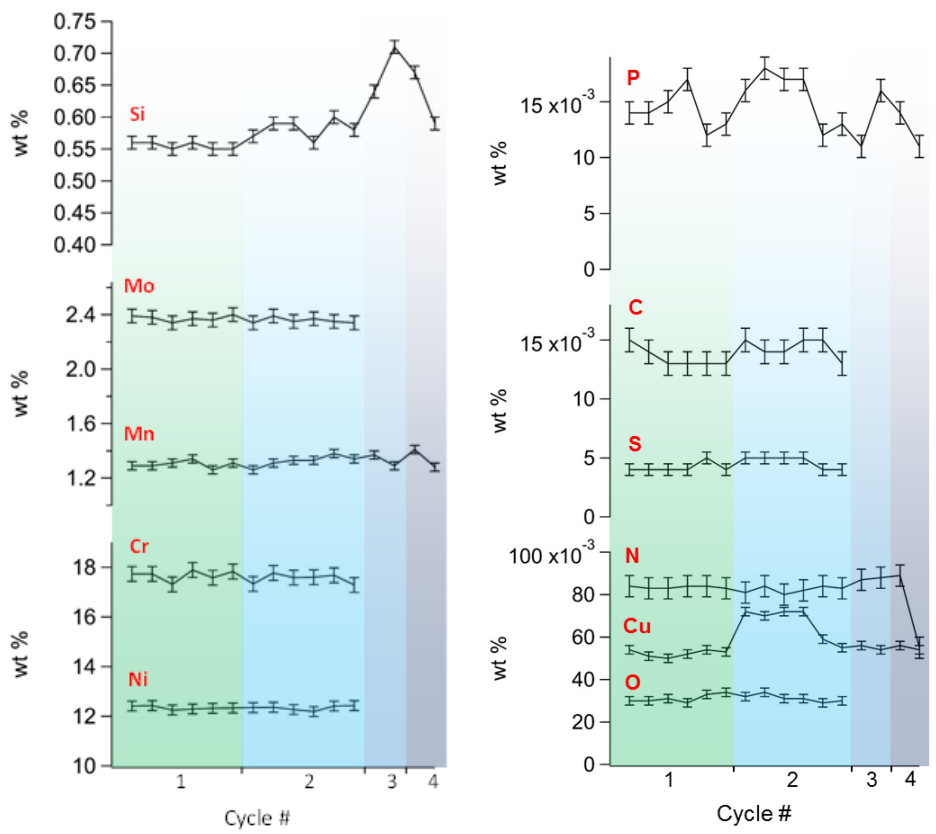 0.75
0.70
0.65
0.60
0.55
0.50
0.45
0.40
wt %
Si
2.4
2.0
1.6
1.2
wt %
Mo
Mn
18
16
14
12
10
wt %
Cr
Ni
1 2 3 4
Cycle #
15 x10⁻³
10
5
0
wt %
P
15 x10⁻³
10
5
0
wt %
C
S
100 x10⁻³
80
60
40
20
0
wt %
N
Cu
O
1 2 3 4
Cycle #